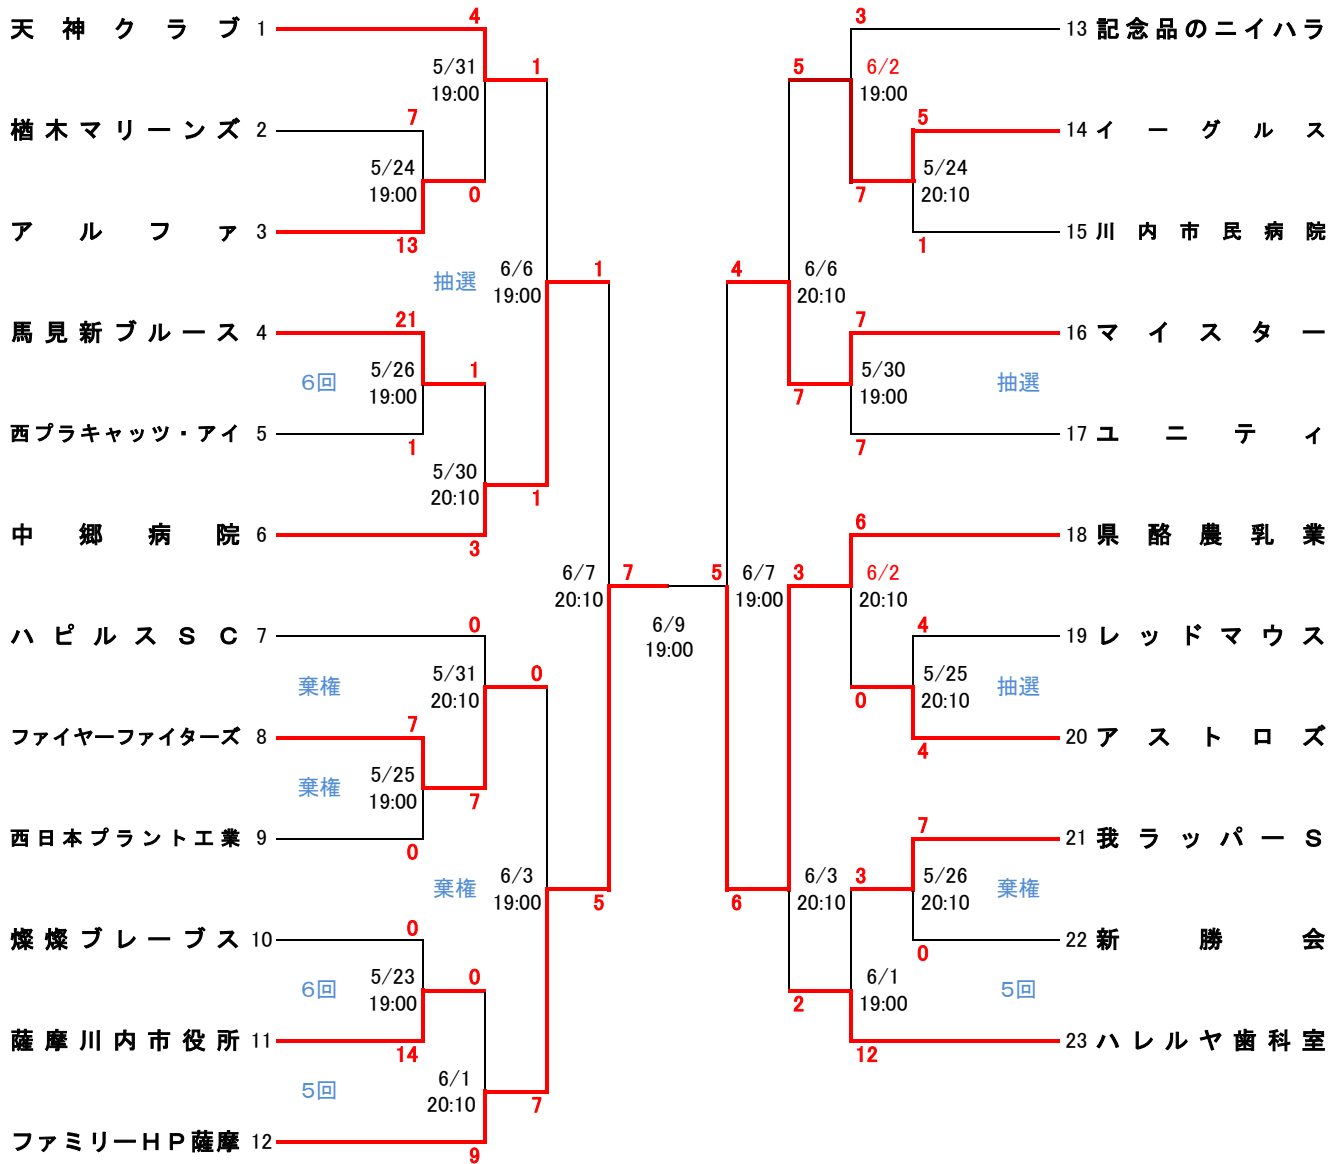 4
天神クラブ 1
5/31
19:00
1
7
楢木マリーンズ 2
5/24
19:00
0
アルファ 3
13
抽選
6/6
19:00
1
21
馬見新ブルース 4
6回
5/26
19:00
1
西プラキャッツ・アイ 5
1
5/30
20:10
1
中郷病院 6
3
6/7
20:10
7
0
ハピルスSC 7
棄権
5/31
20:10
0
7
ファイヤーファイターズ 8
棄権
5/25
19:00
7
西日本プラント工業 9
0
棄権
6/3
19:00
5
0
燦燦ブレーブス 10
6回
5/23
19:00
0
薩摩川内市役所 11
14
5回
6/1
20:10
7
ファミリーHP薩摩 12
9
6/9
19:00
3
13 記念品のニイハラ
5
6/2
19:00
5
14 イーグルス
7
5/24
20:10
15 川内市民病院
1
4
6/6
20:10
7
16 マイスター
7
5/30
19:00
抽選
17 ユニティ
7
6
18 県酪農乳業
5
6/7
19:00
3
6/2
20:10
4
19 レッドマウス
0
5/25
20:10
抽選
20 アストロズ
4
7
21 我ラッパーS
6
6/3
20:10
3
5/26
20:10
棄権
22 新勝会
0
2
6/1
19:00
5回
23 ハレルヤ歯科室
12